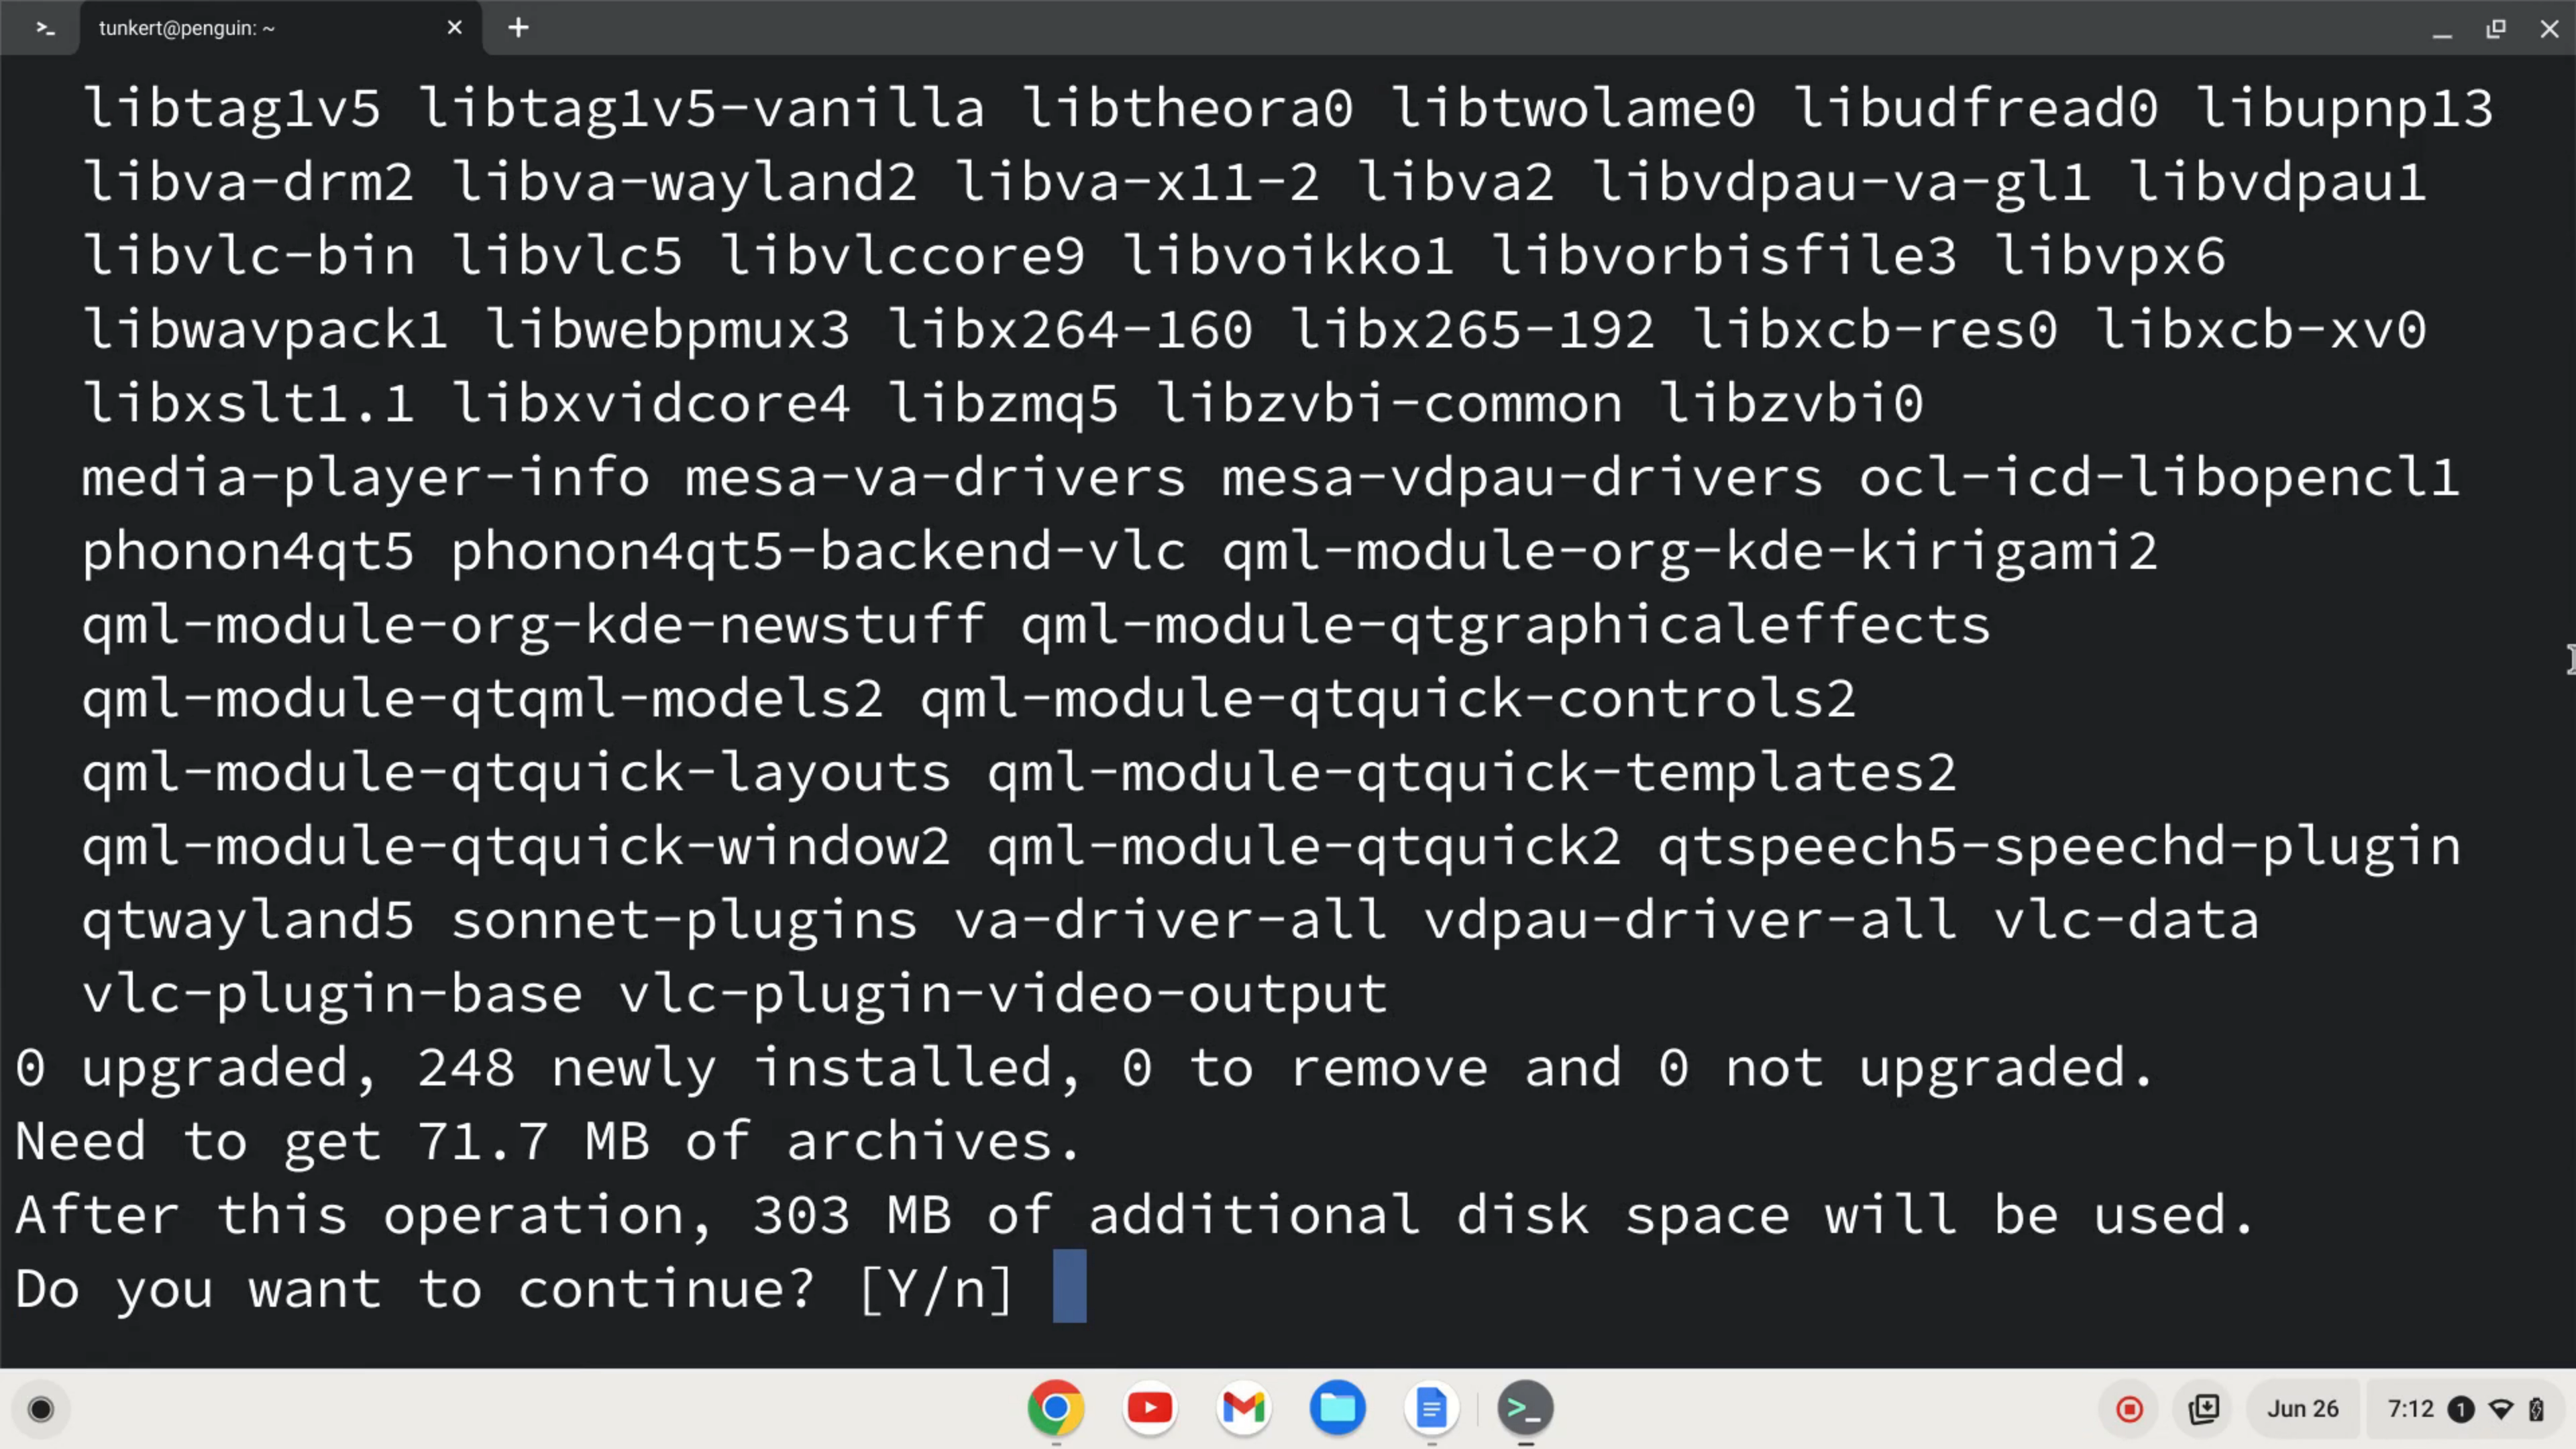 >_ tunkert@penguin: ~
libtag1v5 libtag1v5-vanilla libtheora0 libtwolame0 libudfread0 libupnp13
libva-drm2 libva-wayland2 libva-x11-2 libva2 libvdpau-va-gl1 libvdpau1
libvlc-bin libvlc5 libvlccore9 libvoikko1 libvorbisfile3 libvpx6
libwavpack1 libwebpmux3 libx264-160 libx265-192 libxcb-res0 libxcb-xv0
libxslt1.1 libxvidcore4 libzmq5 libzvbi-common libzvbi0
media-player-info mesa-va-drivers mesa-vdpau-drivers ocl-icd-libopencl1
phonon4qt5 phonon4qt5-backend-vlc qml-module-org-kde-kirigami2
qml-module-org-kde-newstuff qml-module-qtgraphicaleffects
qml-module-qtqml-models2 qml-module-qtquick-controls2
qml-module-qtquick-layouts qml-module-qtquick-templates2
qml-module-qtquick-window2 qml-module-qtquick2 qtspeech5-speechd-plugin
qtwayland5 sonnet-plugins va-driver-all vdpau-driver-all vlc-data
vlc-plugin-base vlc-plugin-video-output
0 upgraded, 248 newly installed, 0 to remove and 0 not upgraded.
Need to get 71.7 MB of archives.
After this operation, 303 MB of additional disk space will be used.
Do you want to continue? [Y/n]
Jun 26 7:12 1